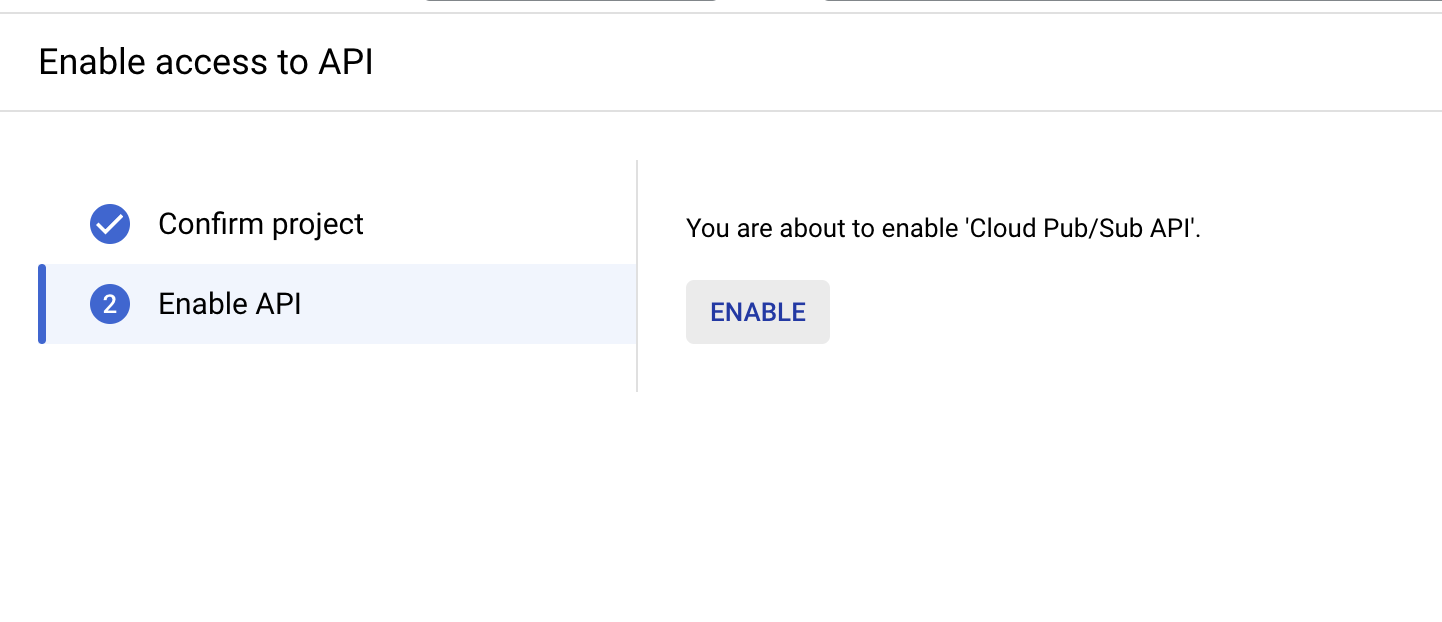 Enable access to API
Confirm project
2 Enable API
You are about to enable 'Cloud Pub/Sub API'.
ENABLE